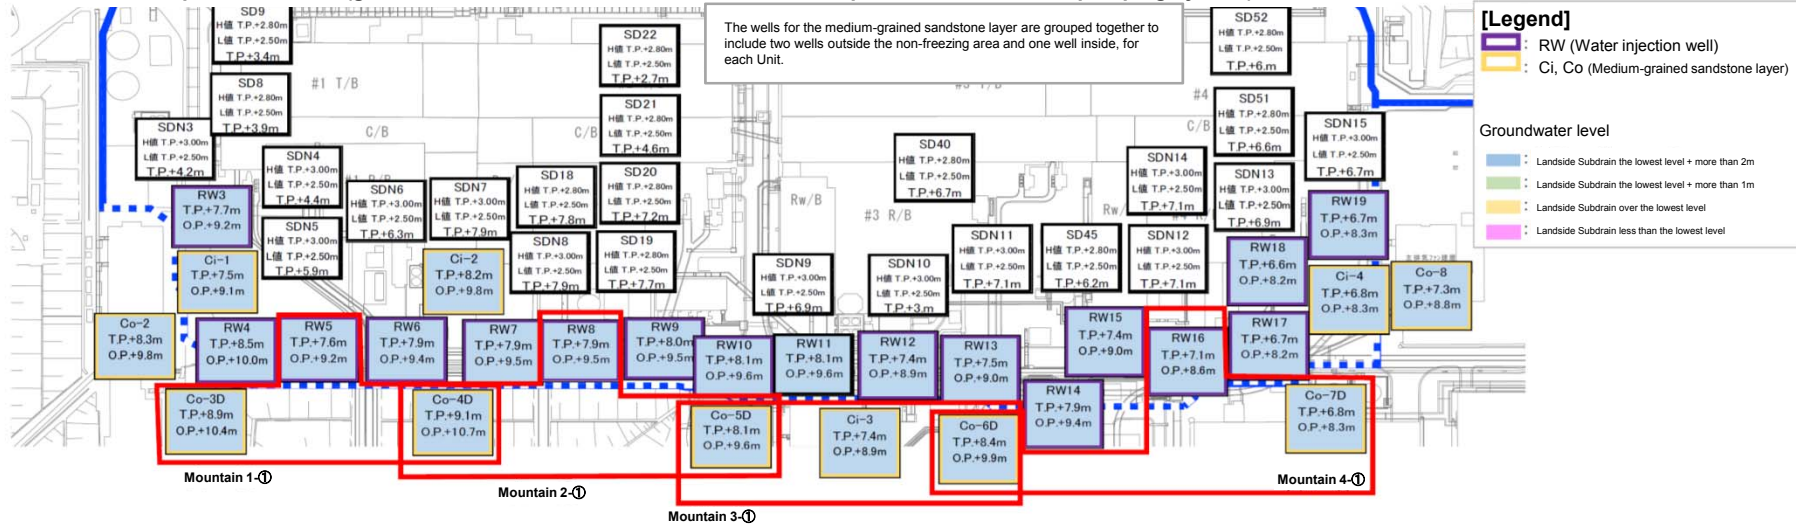 SD9
H値 T.P.+2.80m
L値 T.P.+2.50m
T.P.+3.4m
SD8
H値 T.P.+2.80m
L値 T.P.+2.50m
T.P.+3.9m
SDN3
H値 T.P.+3.00m
L値 T.P.+2.50m
T.P.+4.2m
#1 T/B
C/B
SD22
H値 T.P.+2.80m
L値 T.P.+2.50m
T.P.+2.7m
SD21
H値 T.P.+2.80m
L値 T.P.+2.50m
T.P.+4.6m
C/B
The wells for the medium-grained sandstone layer are grouped together to
include two wells outside the non-freezing area and one well inside, for
each Unit.
SD52
H値 T.P.+2.80m
L値 T.P.+2.50m
T.P.+6.m
#4
SD51
H値 T.P.+2.80m
L値 T.P.+2.50m
T.P.+6.6m
C/B
SDN15
H値 T.P.+3.00m
L値 T.P.+2.50m
T.P.+6.7m
[Legend]
: RW (Water injection well)
: Ci, Co (Medium-grained sandstone layer)
Groundwater level
: Landside Subdrain the lowest level + more than 2m
: Landside Subdrain the lowest level + more than 1m
: Landside Subdrain over the lowest level
: Landside Subdrain less than the lowest level
SDN4
H値 T.P.+3.00m
L値 T.P.+2.50m
T.P.+4.4m
SDN5
H値 T.P.+3.00m
L値 T.P.+2.50m
T.P.+5.9m
SDN6
H値 T.P.+3.00m
L値 T.P.+2.50m
T.P.+6.3m
SDN7
H値 T.P.+3.00m
L値 T.P.+2.50m
T.P.+7.9m
SD18
H値 T.P.+2.80m
L値 T.P.+2.50m
T.P.+7.8m
SD20
H値 T.P.+2.80m
L値 T.P.+2.50m
T.P.+7.2m
SDN8
H値 T.P.+3.00m
L値 T.P.+2.50m
T.P.+7.9m
SD19
H値 T.P.+2.80m
L値 T.P.+2.50m
T.P.+7.7m
Rw/B
#3 R/B
SD40
H値 T.P.+2.80m
L値 T.P.+2.50m
T.P.+6.7m
SDN9
H値 T.P.+3.00m
L値 T.P.+2.50m
T.P.+6.9m
SDN10
H値 T.P.+3.00m
L値 T.P.+2.50m
T.P.+3.m
SDN11
H値 T.P.+3.00m
L値 T.P.+2.50m
T.P.+7.1m
SD45
H値 T.P.+2.80m
L値 T.P.+2.50m
T.P.+6.2m
Rw/
SDN14
H値 T.P.+3.00m
L値 T.P.+2.50m
T.P.+7.1m
SDN12
H値 T.P.+3.00m
L値 T.P.+2.50m
T.P.+7.1m
SDN13
H値 T.P.+3.00m
L値 T.P.+2.50m
T.P.+6.9m
RW3
T.P.+7.7m
O.P.+9.2m
Ci-1
T.P.+7.5m
O.P.+9.1m
Ci-2
T.P.+8.2m
O.P.+9.8m
RW19
T.P.+6.7m
O.P.+8.3m
RW18
T.P.+6.6m
O.P.+8.2m
Ci-4
T.P.+6.8m
O.P.+8.3m
Co-8
T.P.+7.3m
O.P.+8.8m
Co-2
T.P.+8.3m
O.P.+9.8m
RW4
T.P.+8.5m
O.P.+10.0m
RW5
T.P.+7.6m
O.P.+9.2m
RW6
T.P.+7.9m
O.P.+9.4m
RW7
T.P.+7.9m
O.P.+9.5m
RW8
T.P.+7.9m
O.P.+9.5m
RW9
T.P.+8.0m
O.P.+9.5m
RW10
T.P.+8.1m
O.P.+9.6m
RW11
T.P.+8.1m
O.P.+9.6m
RW12
T.P.+7.4m
O.P.+8.9m
RW13
T.P.+7.5m
O.P.+9.0m
RW15
T.P.+7.4m
O.P.+9.0m
RW16
T.P.+7.1m
O.P.+8.6m
RW17
T.P.+6.7m
O.P.+8.2m
RW14
T.P.+7.9m
O.P.+9.4m
Co-3D
T.P.+8.9m
O.P.+10.4m
Co-4D
T.P.+9.1m
O.P.+10.7m
Co-5D
T.P.+8.1m
O.P.+9.6m
Ci-3
T.P.+7.4m
O.P.+8.9m
Co-6D
T.P.+8.4m
O.P.+9.9m
Co-7D
T.P.+6.8m
O.P.+8.3m
Mountain 1-①
Mountain 2-①
Mountain 3-①
Mountain 4-①